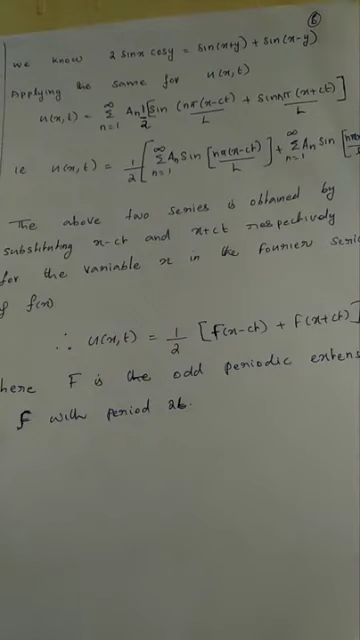 6
we know 2 sinx cosy = sin(x+y) + sin(x-y)
Applying the same for u(x,t)
u(x,t) = ∞ Σ n=1 An 1/2 [sin (nπ(x-ct)/L + sin nπ(x+ct)/L]
ie u(x,t) = 1/2 [∞ Σ n=1 An sin [nπ(x-ct)/L] + ∞ Σ n=1 An sin [
The above two series is obtained by
substituting x-ct and x+ct respectively
for the variable x in the Fourier
f(x)
∴ u(x,t) = 1/2 [F(x-ct) + F(x+ct)]
here F is the odd periodic extens
f with period 2L.